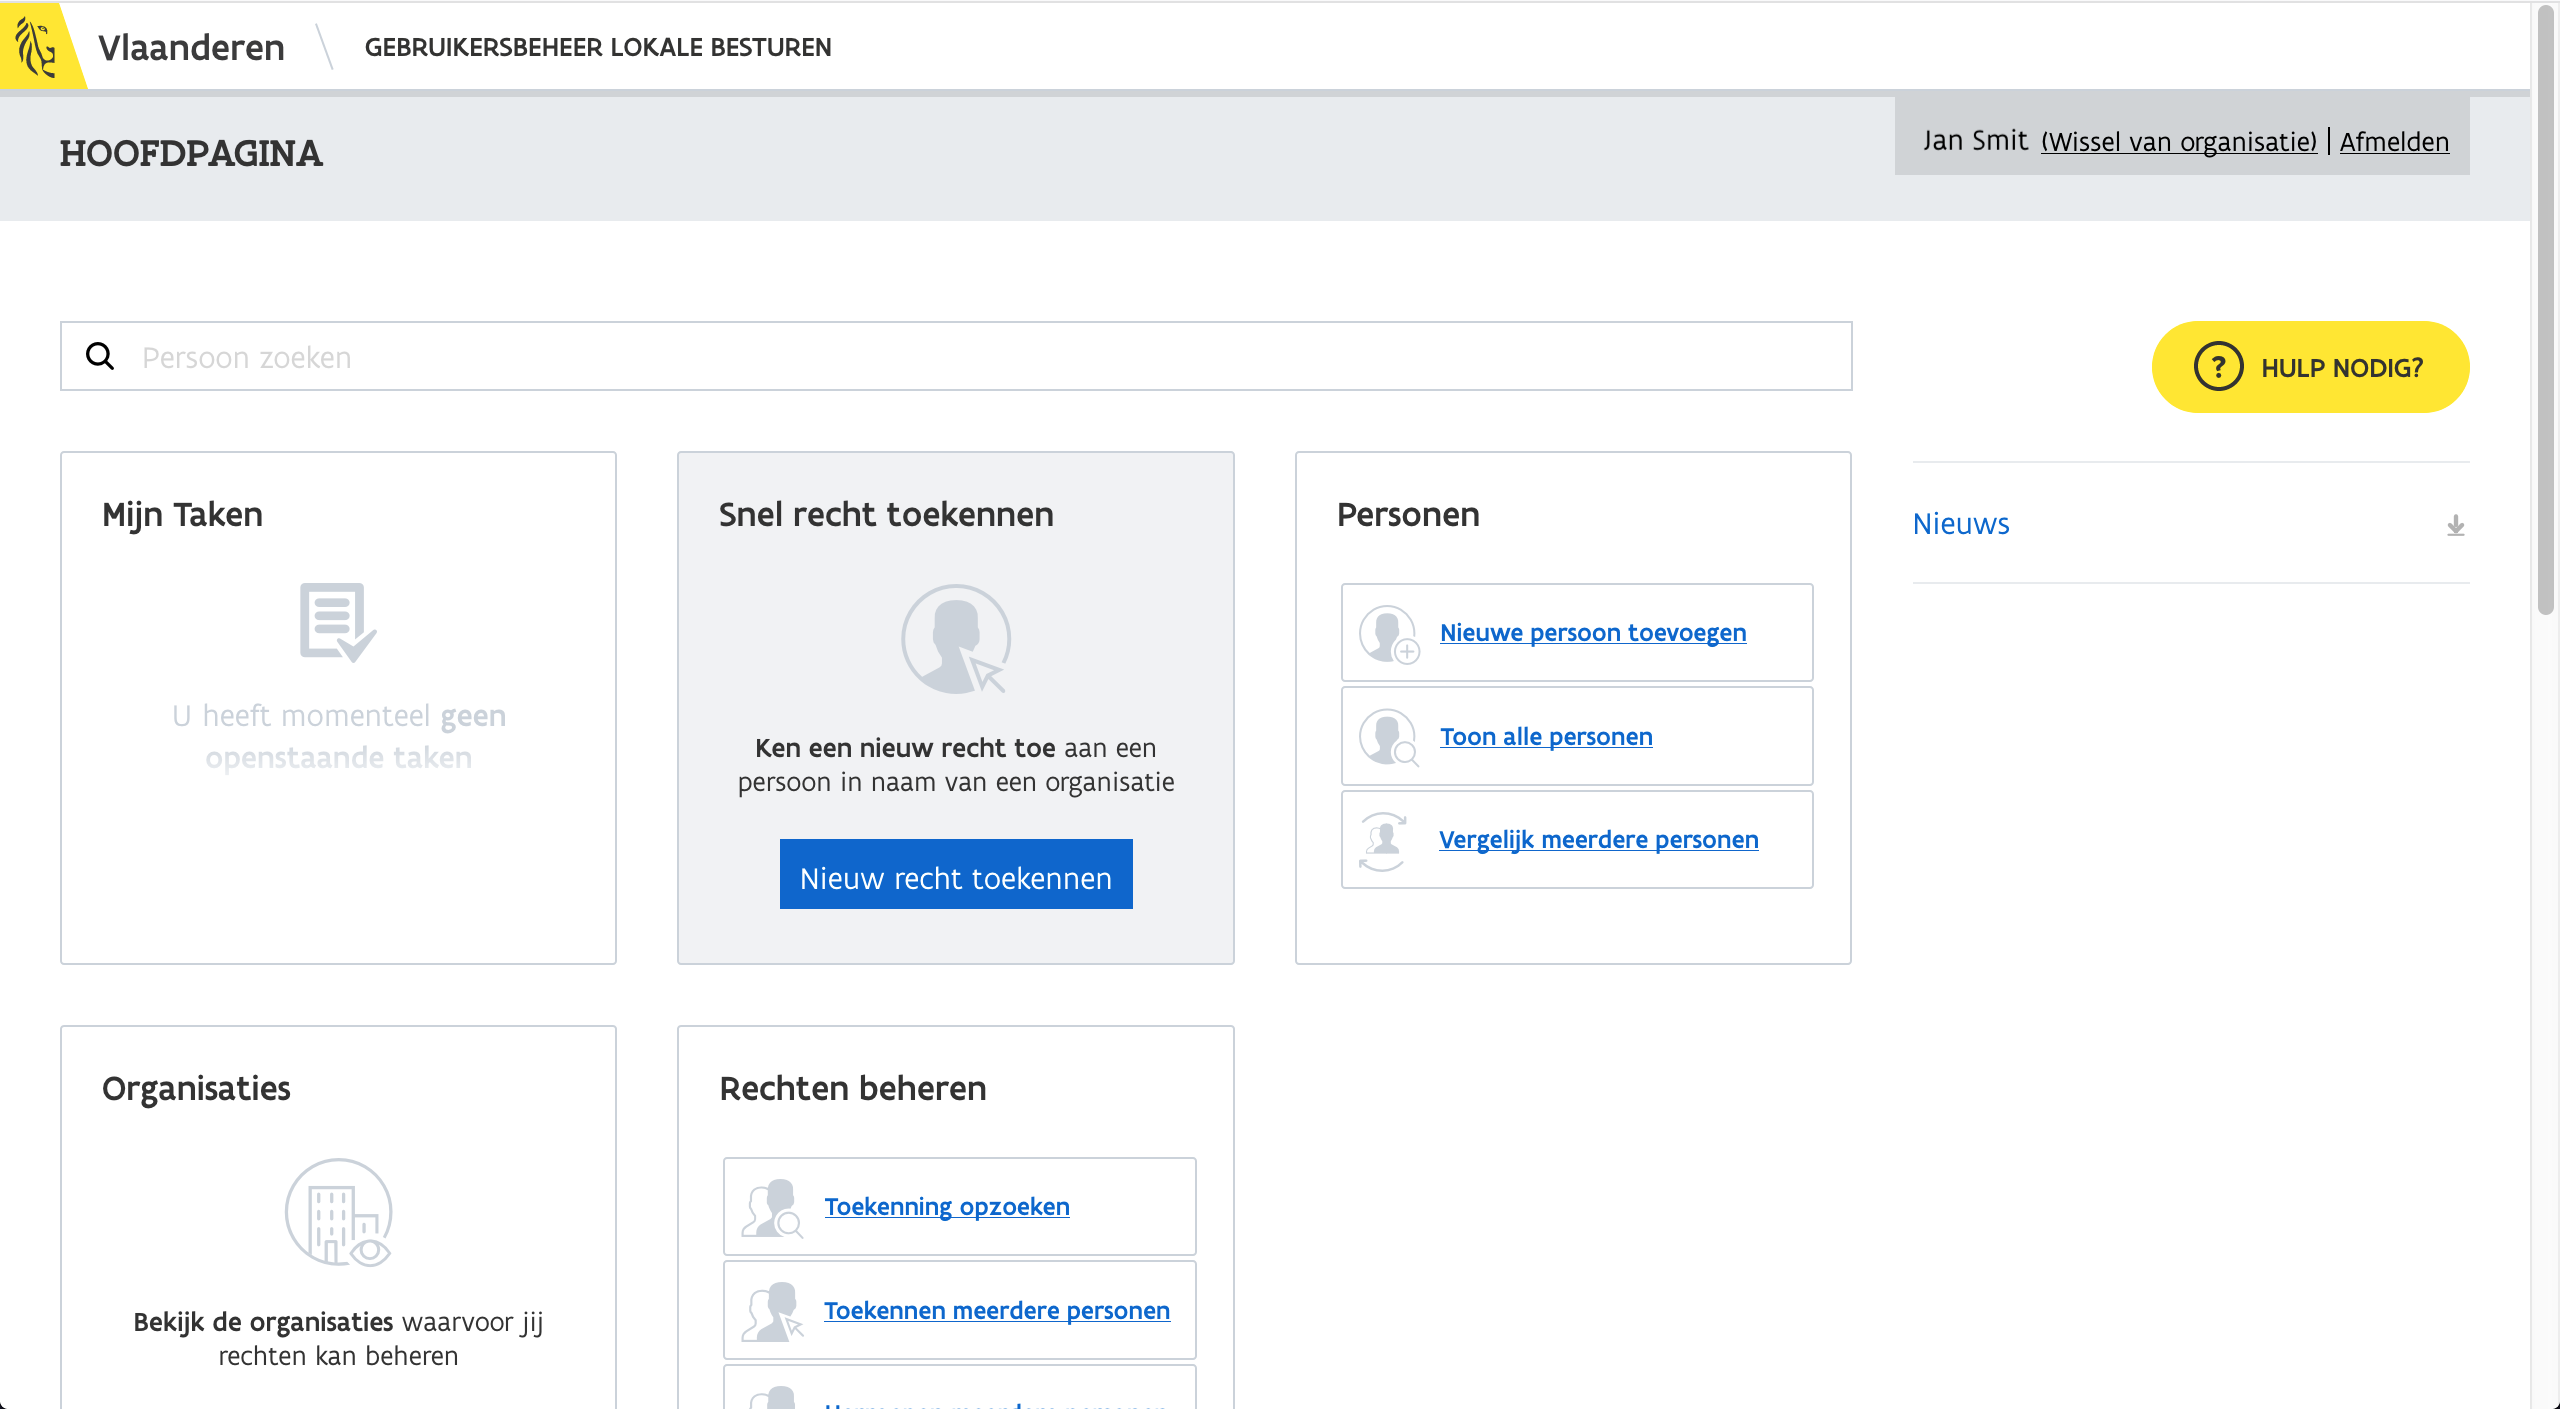 Vlaanderen
GEBRUIKERSBEHEER LOKALE BESTUREN
HOOFDPAGINA
Jan Smit (Wissel van organisatie) | Afmelden
Persoon zoeken
? HULP NODIG?
Mijn Taken
U heeft momenteel geen
openstaande taken
Snel recht toekennen
Ken een nieuw recht toe aan een
persoon in naam van een organisatie
Nieuw recht toekennen
Personen
Nieuwe persoon toevoegen
Toon alle personen
Vergelijk meerdere personen
Nieuws
Organisaties
Bekijk de organisaties waarvoor jij
rechten kan beheren
Rechten beheren
Toekenning opzoeken
Toekennen meerdere personen
meerdere personen